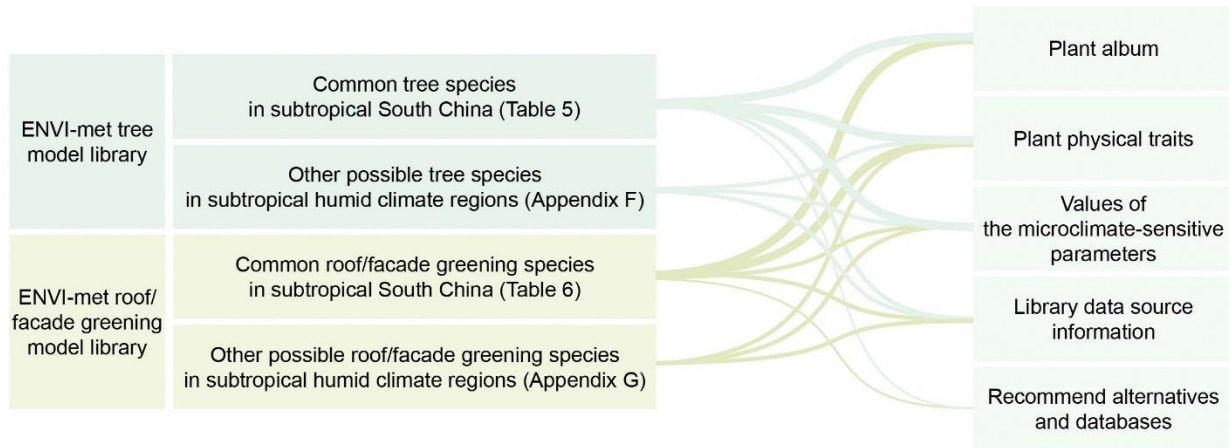 ENVI-met tree
model library
Common tree species
in subtropical South China (Table 5)
Other possible tree species
in subtropical humid climate regions (Appendix F)
ENVI-met roof/
facade greening
model library
Common roof/facade greening species
in subtropical South China (Table 6)
Other possible roof/facade greening species
in subtropical humid climate regions (Appendix G)
Plant album
Plant physical traits
Values of
the microclimate-sensitive
parameters
Library data source
information
Recommend alternatives
and databases